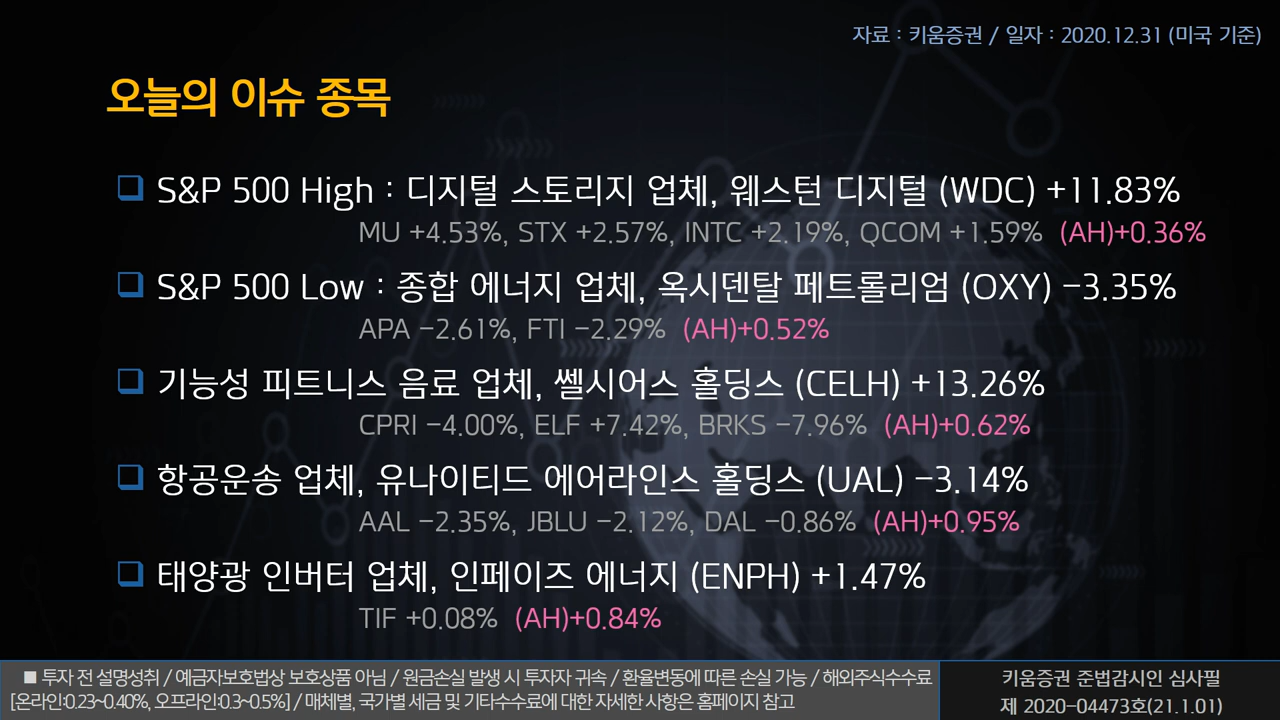 자료 : 키움증권 / 일자 : 2020.12.31 (미국 기준)
오늘의 이슈 종목
❑ S&P 500 High : 디지털 스토리지 업체, 웨스턴 디지털 (WDC) +11.83%
MU +4.53%, STX +2.57%, INTC +2.19%, QCOM +1.59% (AH)+0.36%
❑ S&P 500 Low : 종합 에너지 업체, 옥시덴탈 페트롤리엄 (OXY) −3.35%
APA −2.61%, FTI −2.29% (AH)+0.52%
❑ 기능성 피트니스 음료 업체, 쎌시어스 홀딩스 (CELH) +13.26%
CPRI −4.00%, ELF +7.42%, BRKS −7.96% (AH)+0.62%
❑ 항공운송 업체, 유나이티드 에어라인스 홀딩스 (UAL) −3.14%
AAL −2.35%, JBLU −2.12%, DAL −0.86% (AH)+0.95%
❑ 태양광 인버터 업체, 인페이즈 에너지 (ENPH) +1.47%
TIF +0.08% (AH)+0.84%
■ 투자 전 설명성취 / 예금자보호법상 보호상품 아님 / 원금손실 발생 시 투자자 귀속 / 환율변동에 따른 손실 가능 / 해외주식수수료
[온라인:0.23~0.40%, 오프라인:0.3~0.5%] / 매체별, 국가별 세금 및 기타수수료에 대한 자세한 사항은 홈페이지 참고
키움증권 준법감시인 심사필
제 2020-04473호(21.1.01)